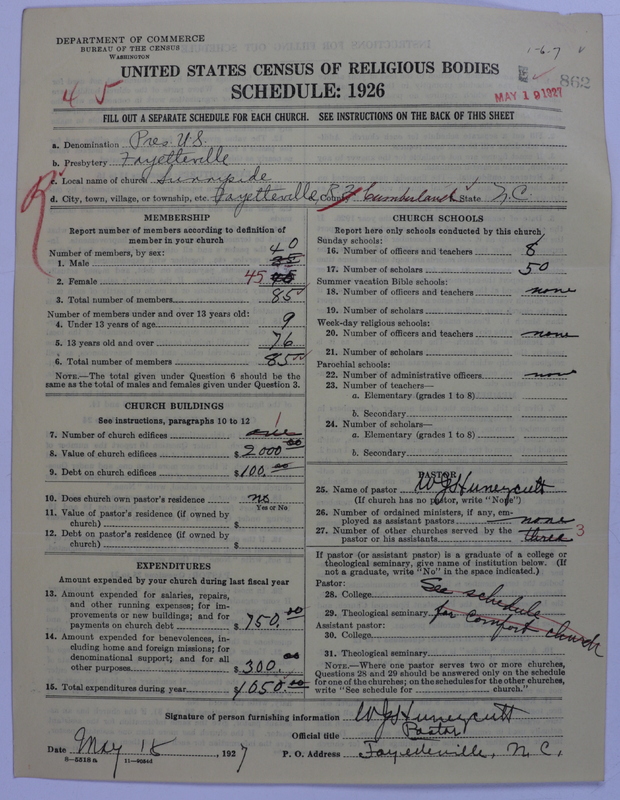 DEPARTMENT OF COMMERCE
BUREAU OF THE CENSUS
WASHINGTON
1-6-7 v
UNITED STATES CENSUS OF RELIGIOUS BODIES
SCHEDULE: 1926
4 5
MAY 19 1927
862
FILL OUT A SEPARATE SCHEDULE FOR EACH CHURCH. SEE INSTRUCTIONS ON THE BACK OF THIS SHEET
a. Denomination Pres. U.S.
b. Presbytery Fayetteville
c. Local name of church Sunnyside
d. City, town, village, or township, etc. Fayetteville, County Cumberland State N.C.
MEMBERSHIP
Report number of members according to definition of
member in your church
Number of members, by sex:
1. Male 40
2. Female 45
3. Total number of members 85
Number of members under and over 13 years old:
4. Under 13 years of age 9
5. 13 years old and over 76
6. Total number of members 85
NOTE.—The total given under Question 6 should be the
same as the total of males and females given under Question 3.
CHURCH BUILDINGS
See instructions, paragraphs 10 to 12
7. Number of church edifices one 1
8. Value of church edifices $2000.00
9. Debt on church edifices $100.00
10. Does church own pastor's residence no
Yes or No
11. Value of pastor's residence (if owned by
church) $
12. Debt on pastor's residence (if owned by
church) $
EXPENDITURES
Amount expended by your church during last fiscal year
13. Amount expended for salaries, repairs,
and other running expenses; for im-
provements or new buildings; and for
payments on church debt $750.00
14. Amount expended for benevolences, in-
cluding home and foreign missions; for
denominational support; and for all
other purposes $300.00
15. Total expenditures during year $1050.00
CHURCH SCHOOLS
Report here only schools conducted by this church
Sunday schools:
16. Number of officers and teachers 8
17. Number of scholars 50
Summer vacation Bible schools:
18. Number of officers and teachers none
19. Number of scholars
Week-day religious schools:
20. Number of officers and teachers none
21. Number of scholars
Parochial schools:
22. Number of administrative officers none
23. Number of teachers—
a. Elementary (grades 1 to 8)
b. Secondary
24. Number of scholars—
a. Elementary (grades 1 to 8)
b. Secondary
PASTOR
25. Name of pastor W J Huneycutt
(If church has no pastor, write "None")
26. Number of ordained ministers, if any, em-
ployed as assistant pastors none
27. Number of other churches served by the
pastor or his assistants three 3
If pastor (or assistant pastor) is a graduate of a college or
theological seminary, give name of institution below. (If
not a graduate, write "No" in the space indicated.)
Pastor:
28. College See schedule
29. Theological seminary for comfort church
Assistant pastor:
30. College
31. Theological seminary
NOTE.—Where one pastor serves two or more churches,
Questions 28 and 29 should be answered only on the schedule
for one of the churches; on the schedules for the other churches,
write "See schedule for church."
Signature of person furnishing information W J Huneycutt
Official title Pastor
Date May 18, 1927
P. O. Address Fayetteville, N.C.
8—5518 a